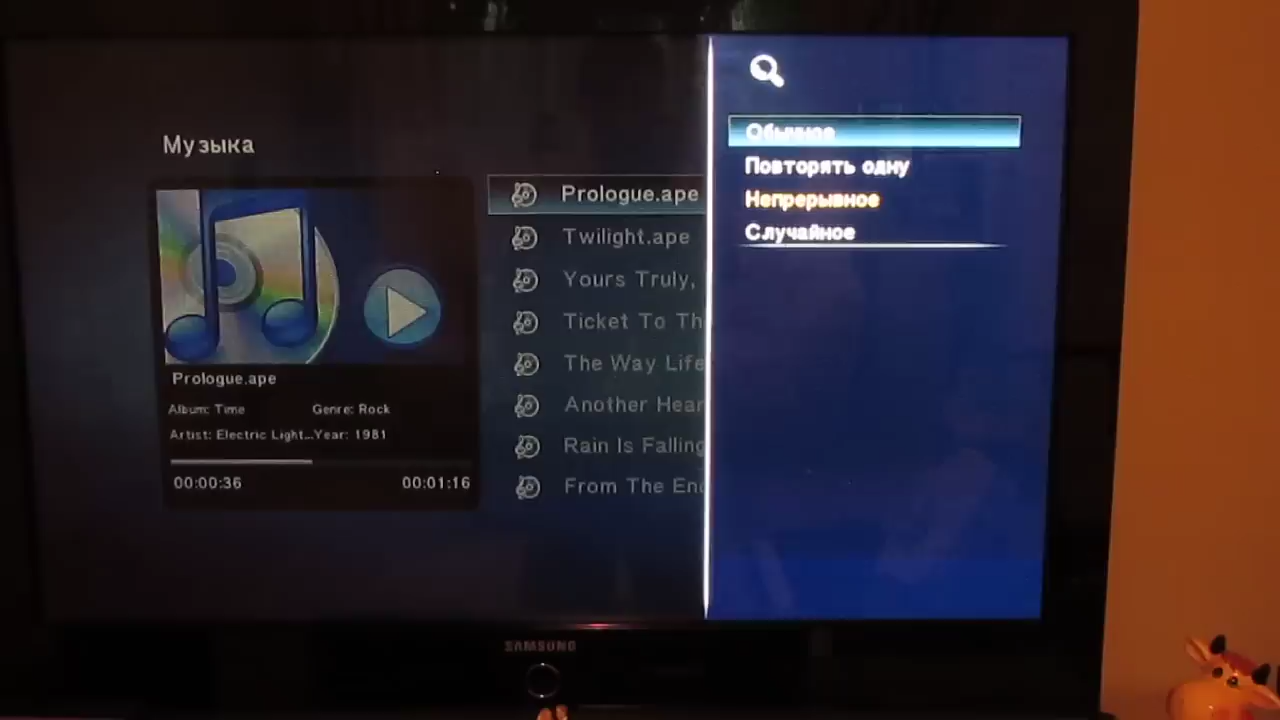 Музыка
Prologue.ape
Album: Time
Genre: Rock
Artist: Electric Light...Year: 1981
00:00:36
00:01:16
Prologue.ape
Twilight.ape
Yours Truly,
Ticket To Th
The Way Life
Another Hear
Rain Is Falling
From The End
Обычное
Повторять одну
Непрерывное
Случайное
SAMSUNG